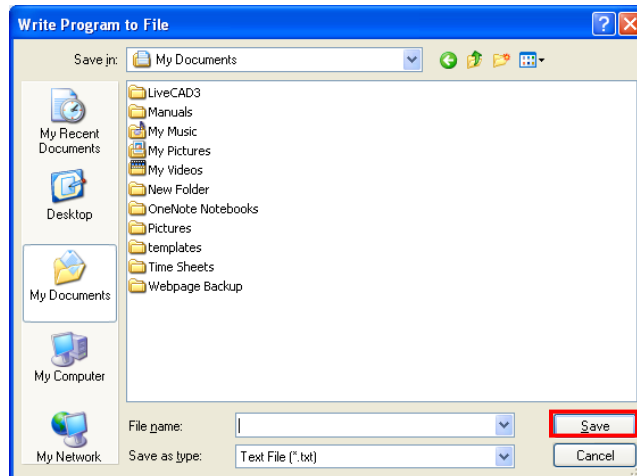 Write Program to File
Save in: My Documents
My Recent
Documents
Desktop
My Documents
My Computer
My Network
LiveCAD3
Manuals
My Music
My Pictures
My Videos
New Folder
OneNote Notebooks
Pictures
templates
Time Sheets
Webpage Backup
File name: Save
Save as type: Text File (*.txt) Cancel